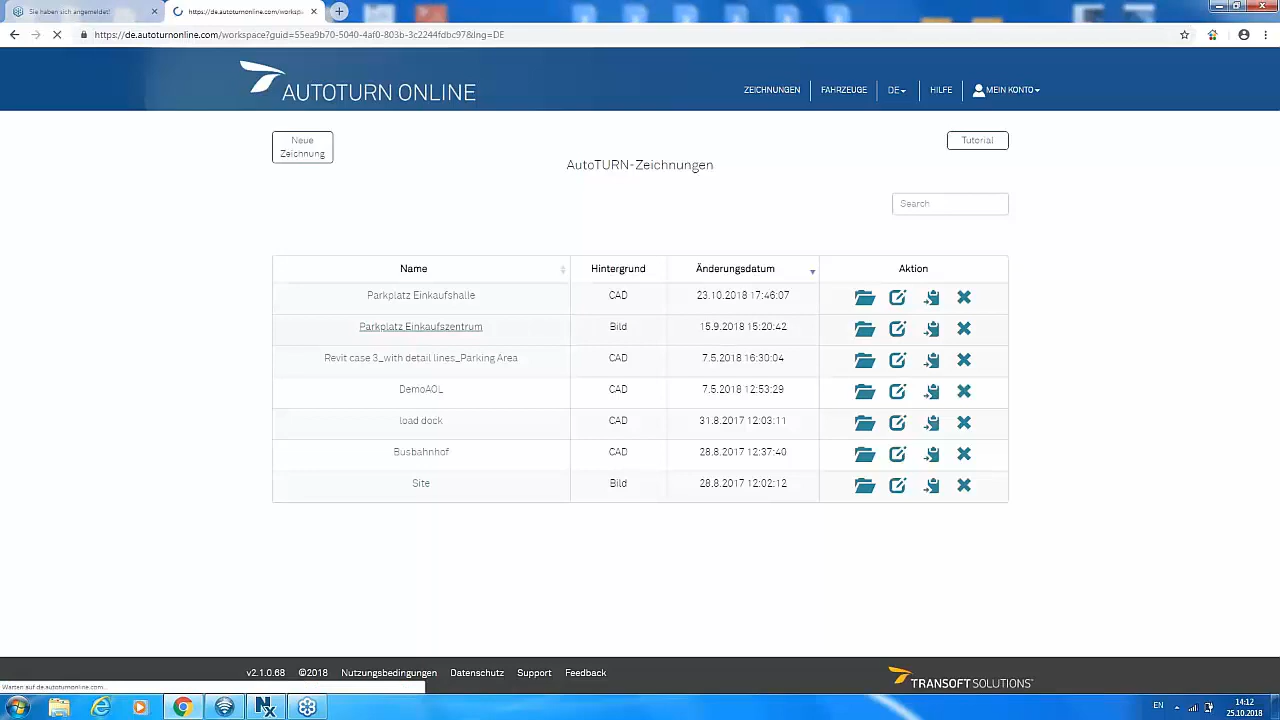 Sie haben sich angemeldet!
https://de.autoturnonline.com/worksp
https://de.autoturnonline.com/workspace?guid=55ea9b70-5040-4af0-803b-3c2244fdbc97&lng=DE
AUTOTURN ONLINE
ZEICHNUNGEN FAHRZEUGE DE HILFE MEIN KONTO
Neue
Zeichnung
Tutorial
AutoTURN-Zeichnungen
Search
Name Hintergrund Änderungsdatum Aktion
Parkplatz Einkaufshalle CAD 23.10.2018 17:46:07
Parkplatz Einkaufszentrum Bild 15.9.2018 15:20:42
Revit case 3_with detail lines_Parking Area CAD 7.5.2018 16:30:04
DemoAOL CAD 7.5.2018 12:53:29
load dock CAD 31.8.2017 12:03:11
Busbahnhof CAD 28.8.2017 12:37:40
Site Bild 28.8.2017 12:02:12
v2.1.0.68 ©2018 Nutzungsbedingungen Datenschutz Support Feedback
TRANSOFT SOLUTIONS
Warten auf de.autoturnonline.com...
EN
14:12
25.10.2018